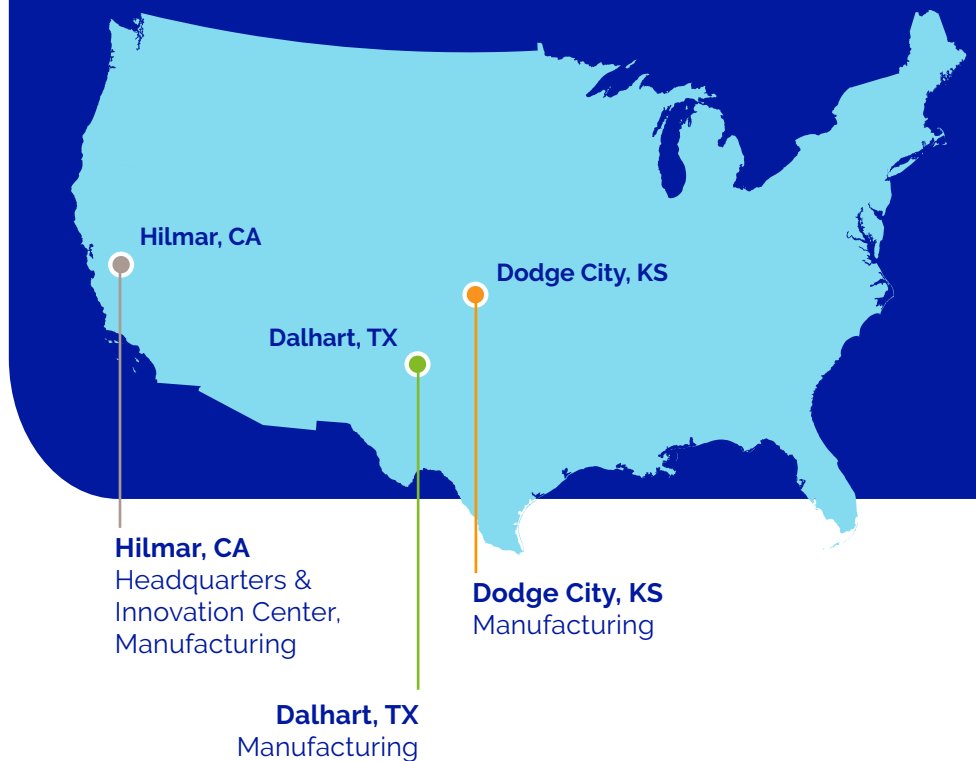 Hilmar, CA
Dodge City, KS
Dalhart, TX
Hilmar, CA
Headquarters &
Innovation Center,
Manufacturing
Dodge City, KS
Manufacturing
Dalhart, TX
Manufacturing